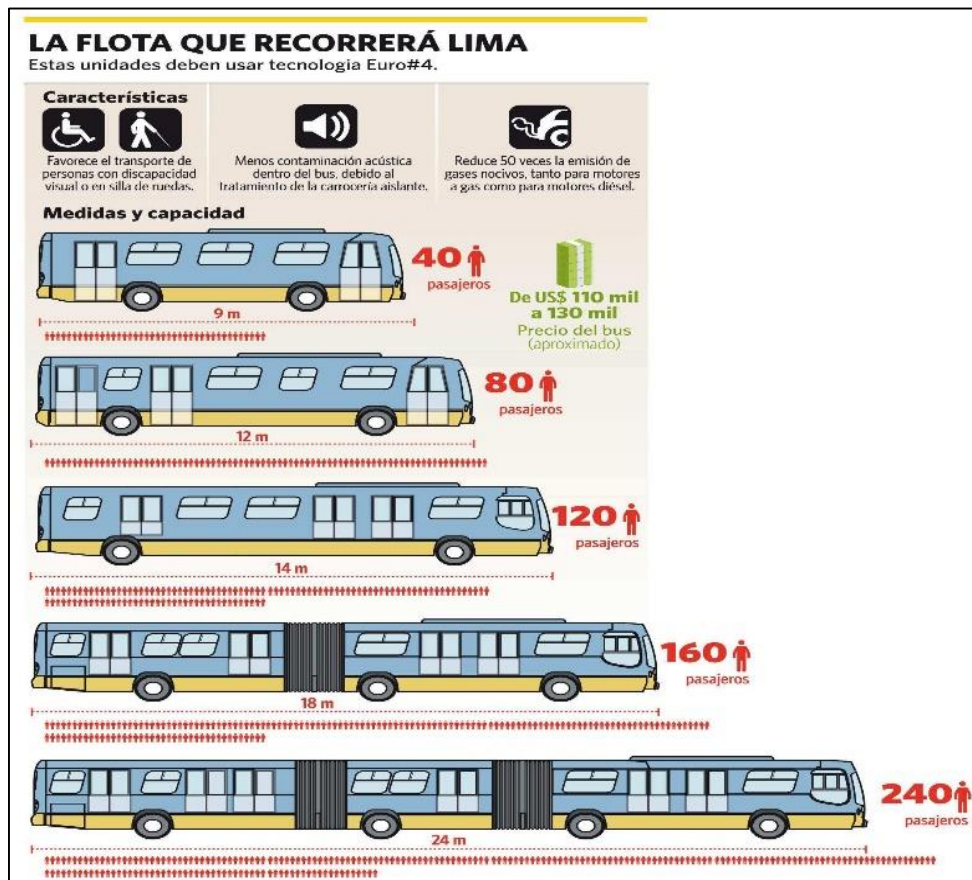 LA FLOTA QUE RECORRERÁ LIMA
Estas unidades deben usar tecnologia Euro#4.
Características
Favorece el transporte de
personas con discapacidad
visual o en silla de ruedas.
Menos contaminación acústica
dentro del bus, debido al
tratamiento de la carrocería aislante.
Reduce 50 veces la emisión de
gases nocivos, tanto para motores
a gas como para motores diésel.
Medidas y capacidad
40
pasajeros
9 m
De US$ 110 mil
a 130 mil
Precio del bus
(aproximado)
80
pasajeros
12 m
120
pasajeros
14 m
160
pasajeros
18 m
240
pasajeros
24 m